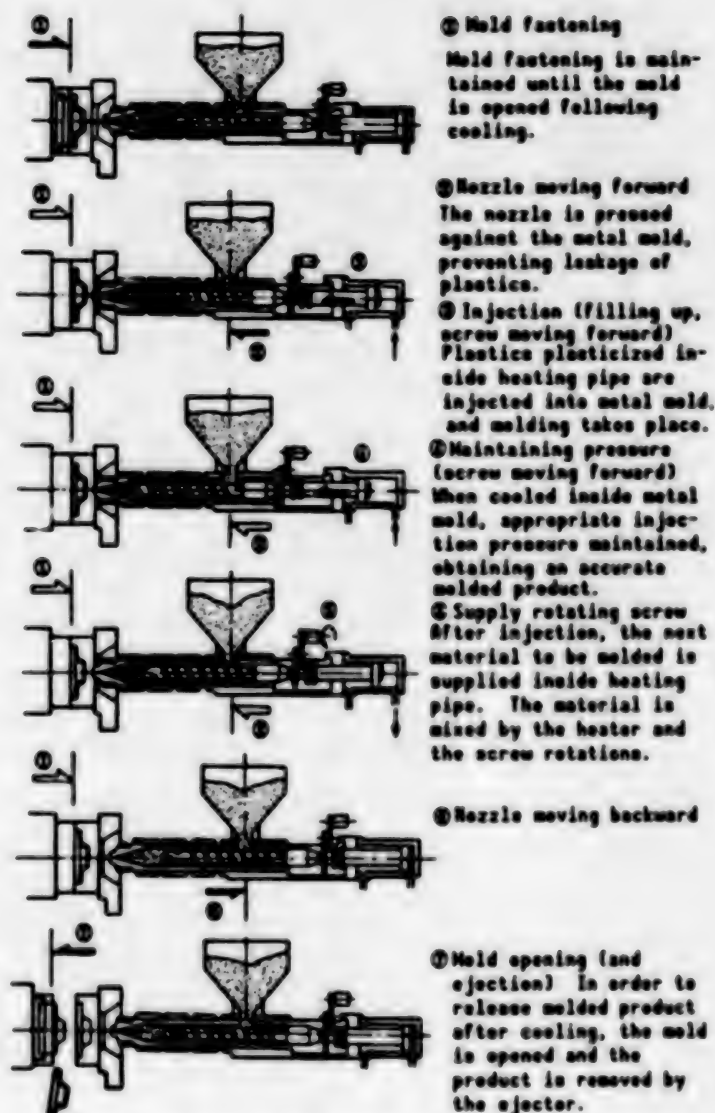 ① Mold fastening
Mold fastening is main-
tained until the mold
is opened following
cooling.
② Nozzle moving forward
The nozzle is pressed
against the metal mold,
preventing leakage of
plastics.
③ Injection (filling up,
screw moving forward)
Plastics plasticized in-
side heating pipe are
injected into metal mold,
and molding takes place.
④ Maintaining pressure
(screw moving forward)
When cooled inside metal
mold, appropriate injec-
tion pressure maintained,
obtaining an accurate
molded product.
⑤ Supply rotating screw
After injection, the next
material to be molded is
supplied inside heating
pipe. The material is
mixed by the heater and
the screw rotations.
⑥ Nozzle moving backward
⑦ Mold opening (and
ejection) In order to
release molded product
after cooling, the mold
is opened and the
product is removed by
the ejector.